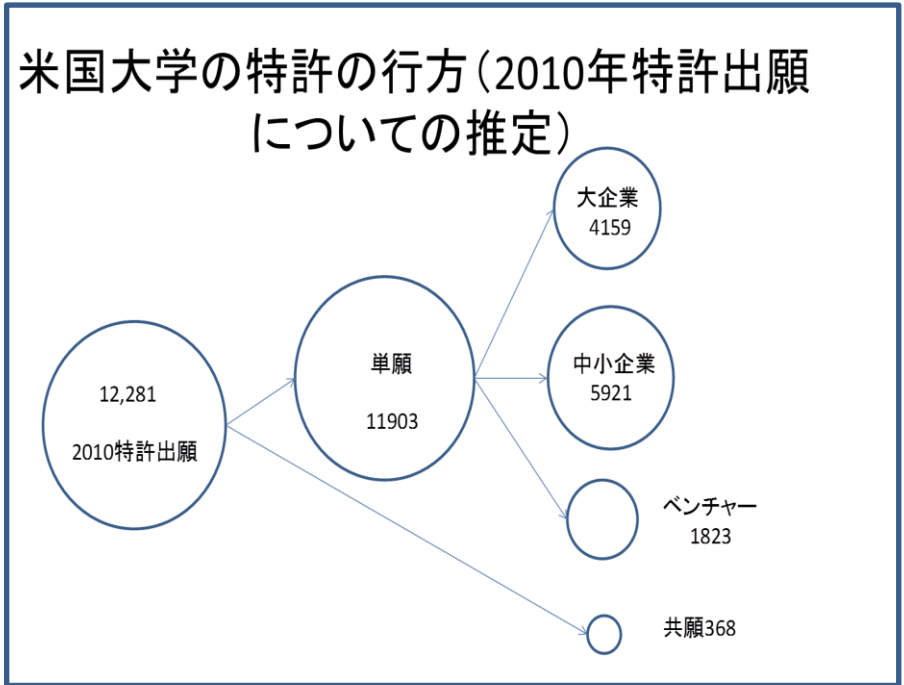 米国大学の特許の行方（2010年特許出願
についての推定）
大企業
4159
単願
11903
中小企業
5921
12,281
2010特許出願
ベンチャー
1823
共願368